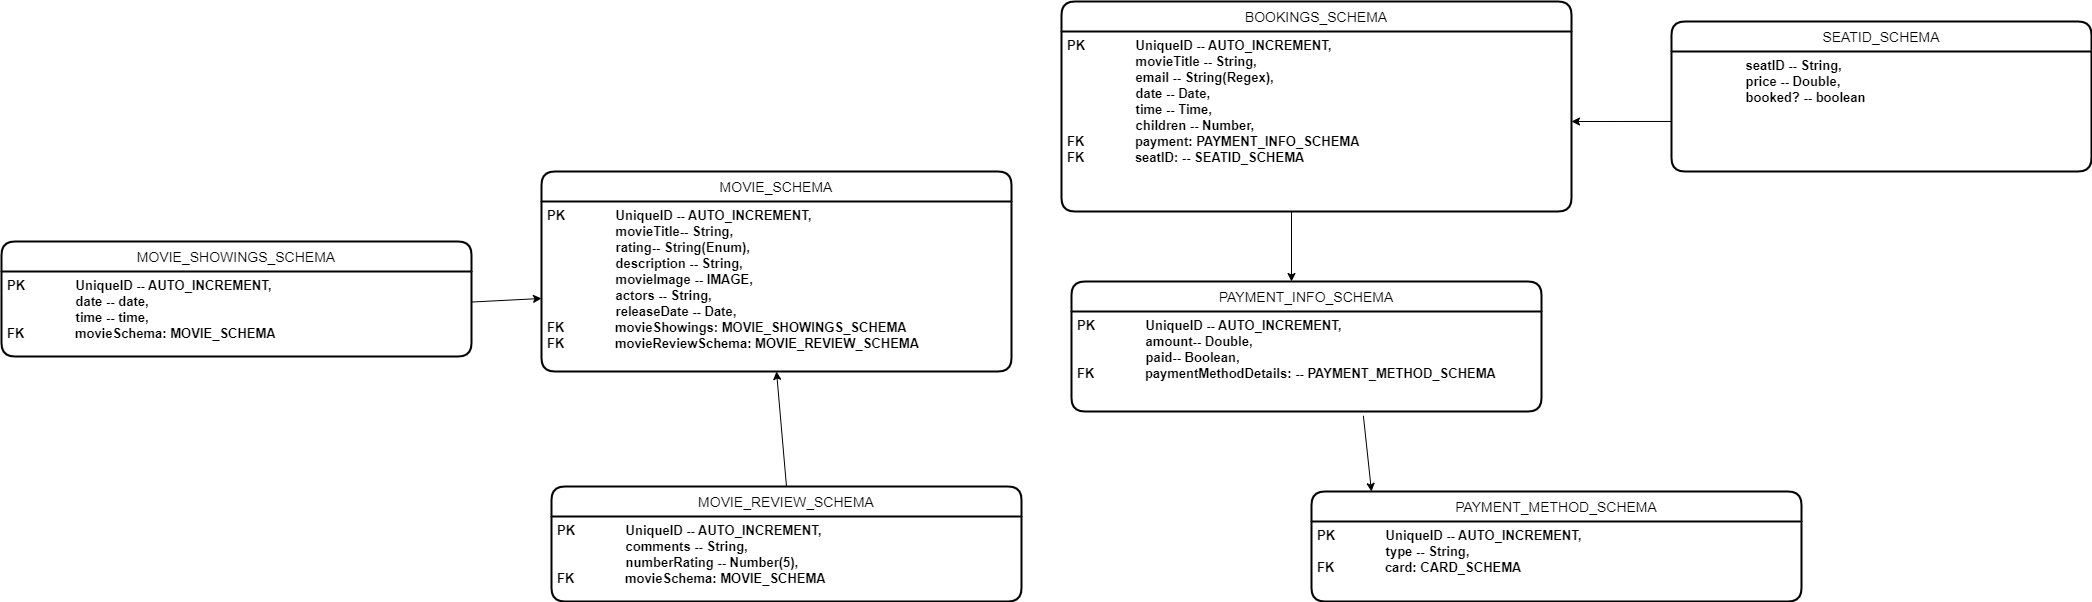 BOOKINGS_SCHEMA
PK UniqueID -- AUTO_INCREMENT,
movieTitle -- String,
email -- String(Regex),
date -- Date,
time -- Time,
children -- Number,
FK payment: PAYMENT_INFO_SCHEMA
FK seatID: -- SEATID_SCHEMA
SEATID_SCHEMA
seatID -- String,
price -- Double,
booked? -- boolean
MOVIE_SCHEMA
PK UniqueID -- AUTO_INCREMENT,
movieTitle-- String,
rating-- String(Enum),
description -- String,
movieImage -- IMAGE,
actors -- String,
releaseDate -- Date,
FK movieShowings: MOVIE_SHOWINGS_SCHEMA
FK movieReviewSchema: MOVIE_REVIEW_SCHEMA
MOVIE_SHOWINGS_SCHEMA
PK UniqueID -- AUTO_INCREMENT,
date -- date,
time -- time,
FK movieSchema: MOVIE_SCHEMA
PAYMENT_INFO_SCHEMA
PK UniqueID -- AUTO_INCREMENT,
amount-- Double,
paid-- Boolean,
FK paymentMethodDetails: -- PAYMENT_METHOD_SCHEMA
MOVIE_REVIEW_SCHEMA
PK UniqueID -- AUTO_INCREMENT,
comments -- String,
numberRating -- Number(5),
FK movieSchema: MOVIE_SCHEMA
PAYMENT_METHOD_SCHEMA
PK UniqueID -- AUTO_INCREMENT,
type -- String,
FK card: CARD_SCHEMA